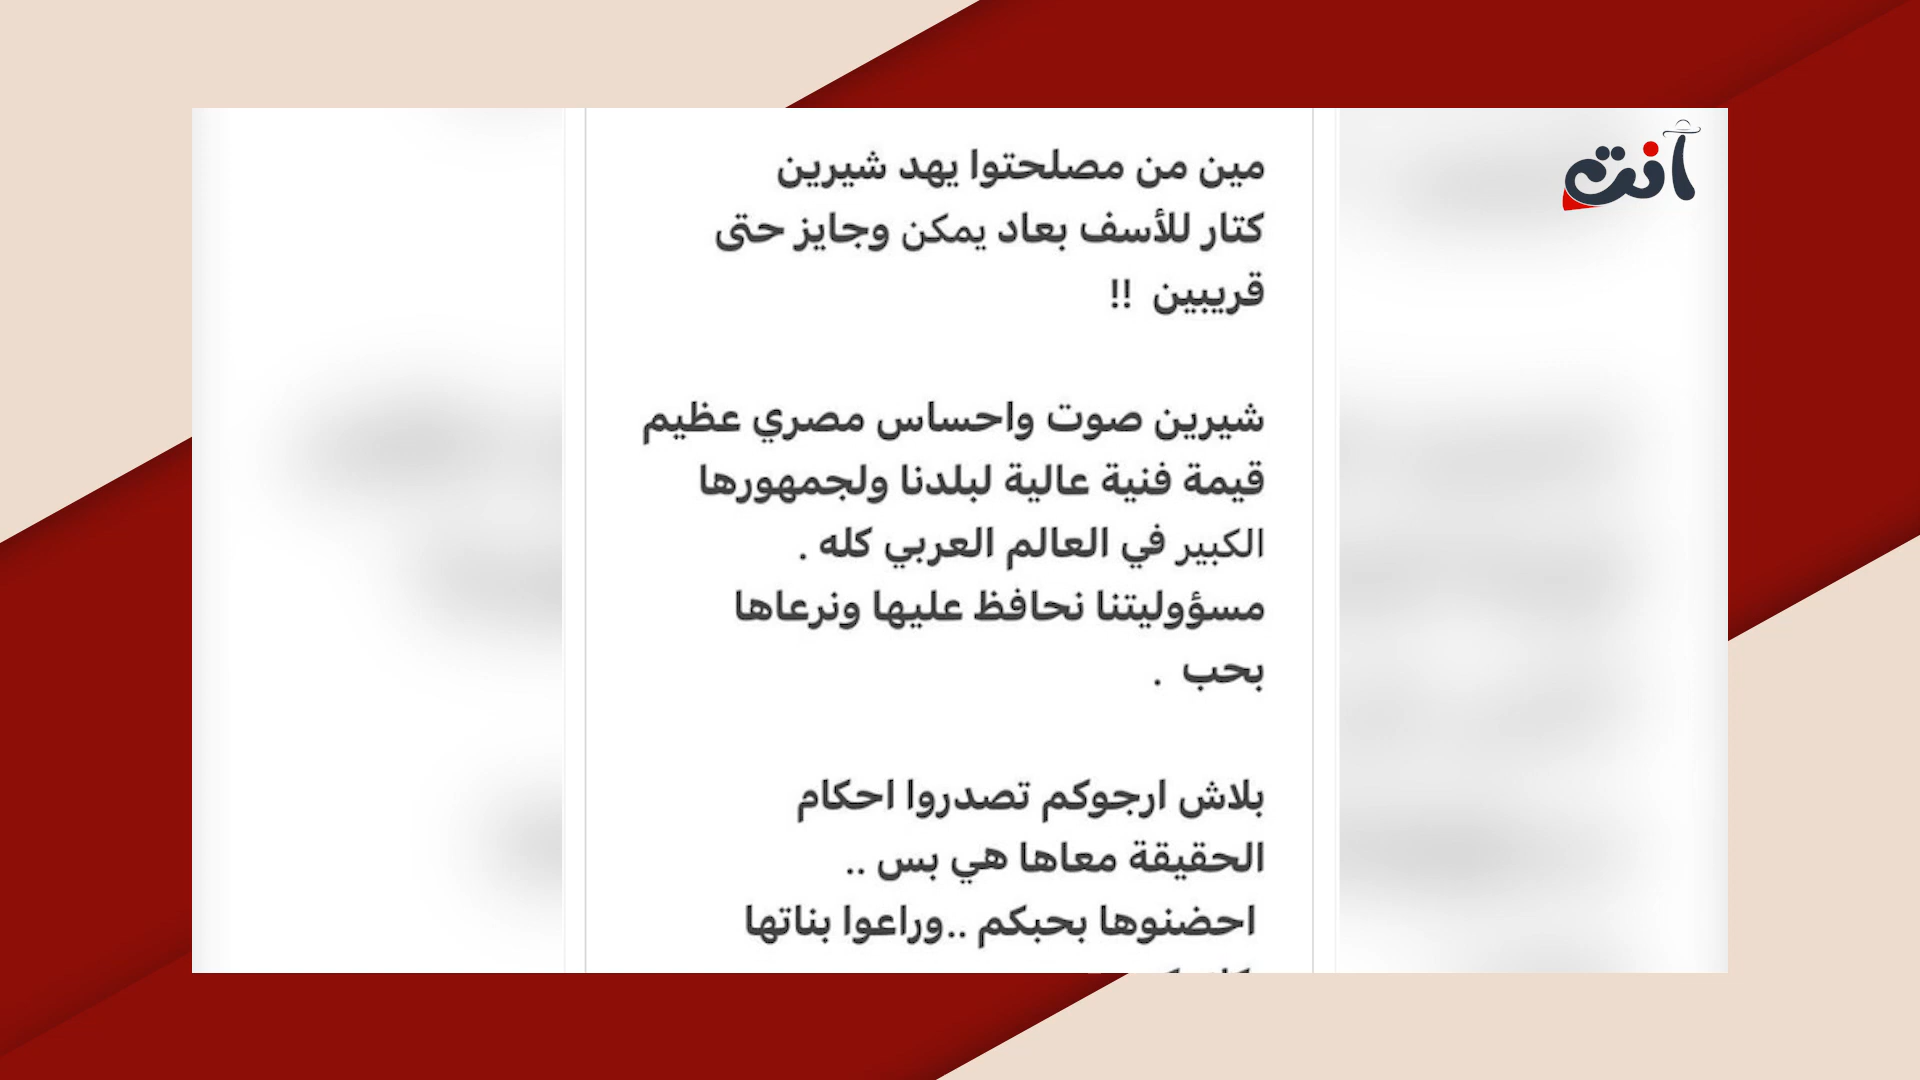 آنت
مين من مصلحتوا يهد شيرين
كتار للأسف بعاد يمكن وجايز حتى
قريبين !!
شيرين صوت واحساس مصري عظيم
قيمة فنية عالية لبلدنا ولجمهورها
الكبير في العالم العربي كله .
مسؤوليتنا نحافظ عليها ونرعاها
بحب .
بلاش ارجوكم تصدروا احكام
الحقيقة معاها هي بس ..
احضنوها بحبكم ..وراعوا بناتها